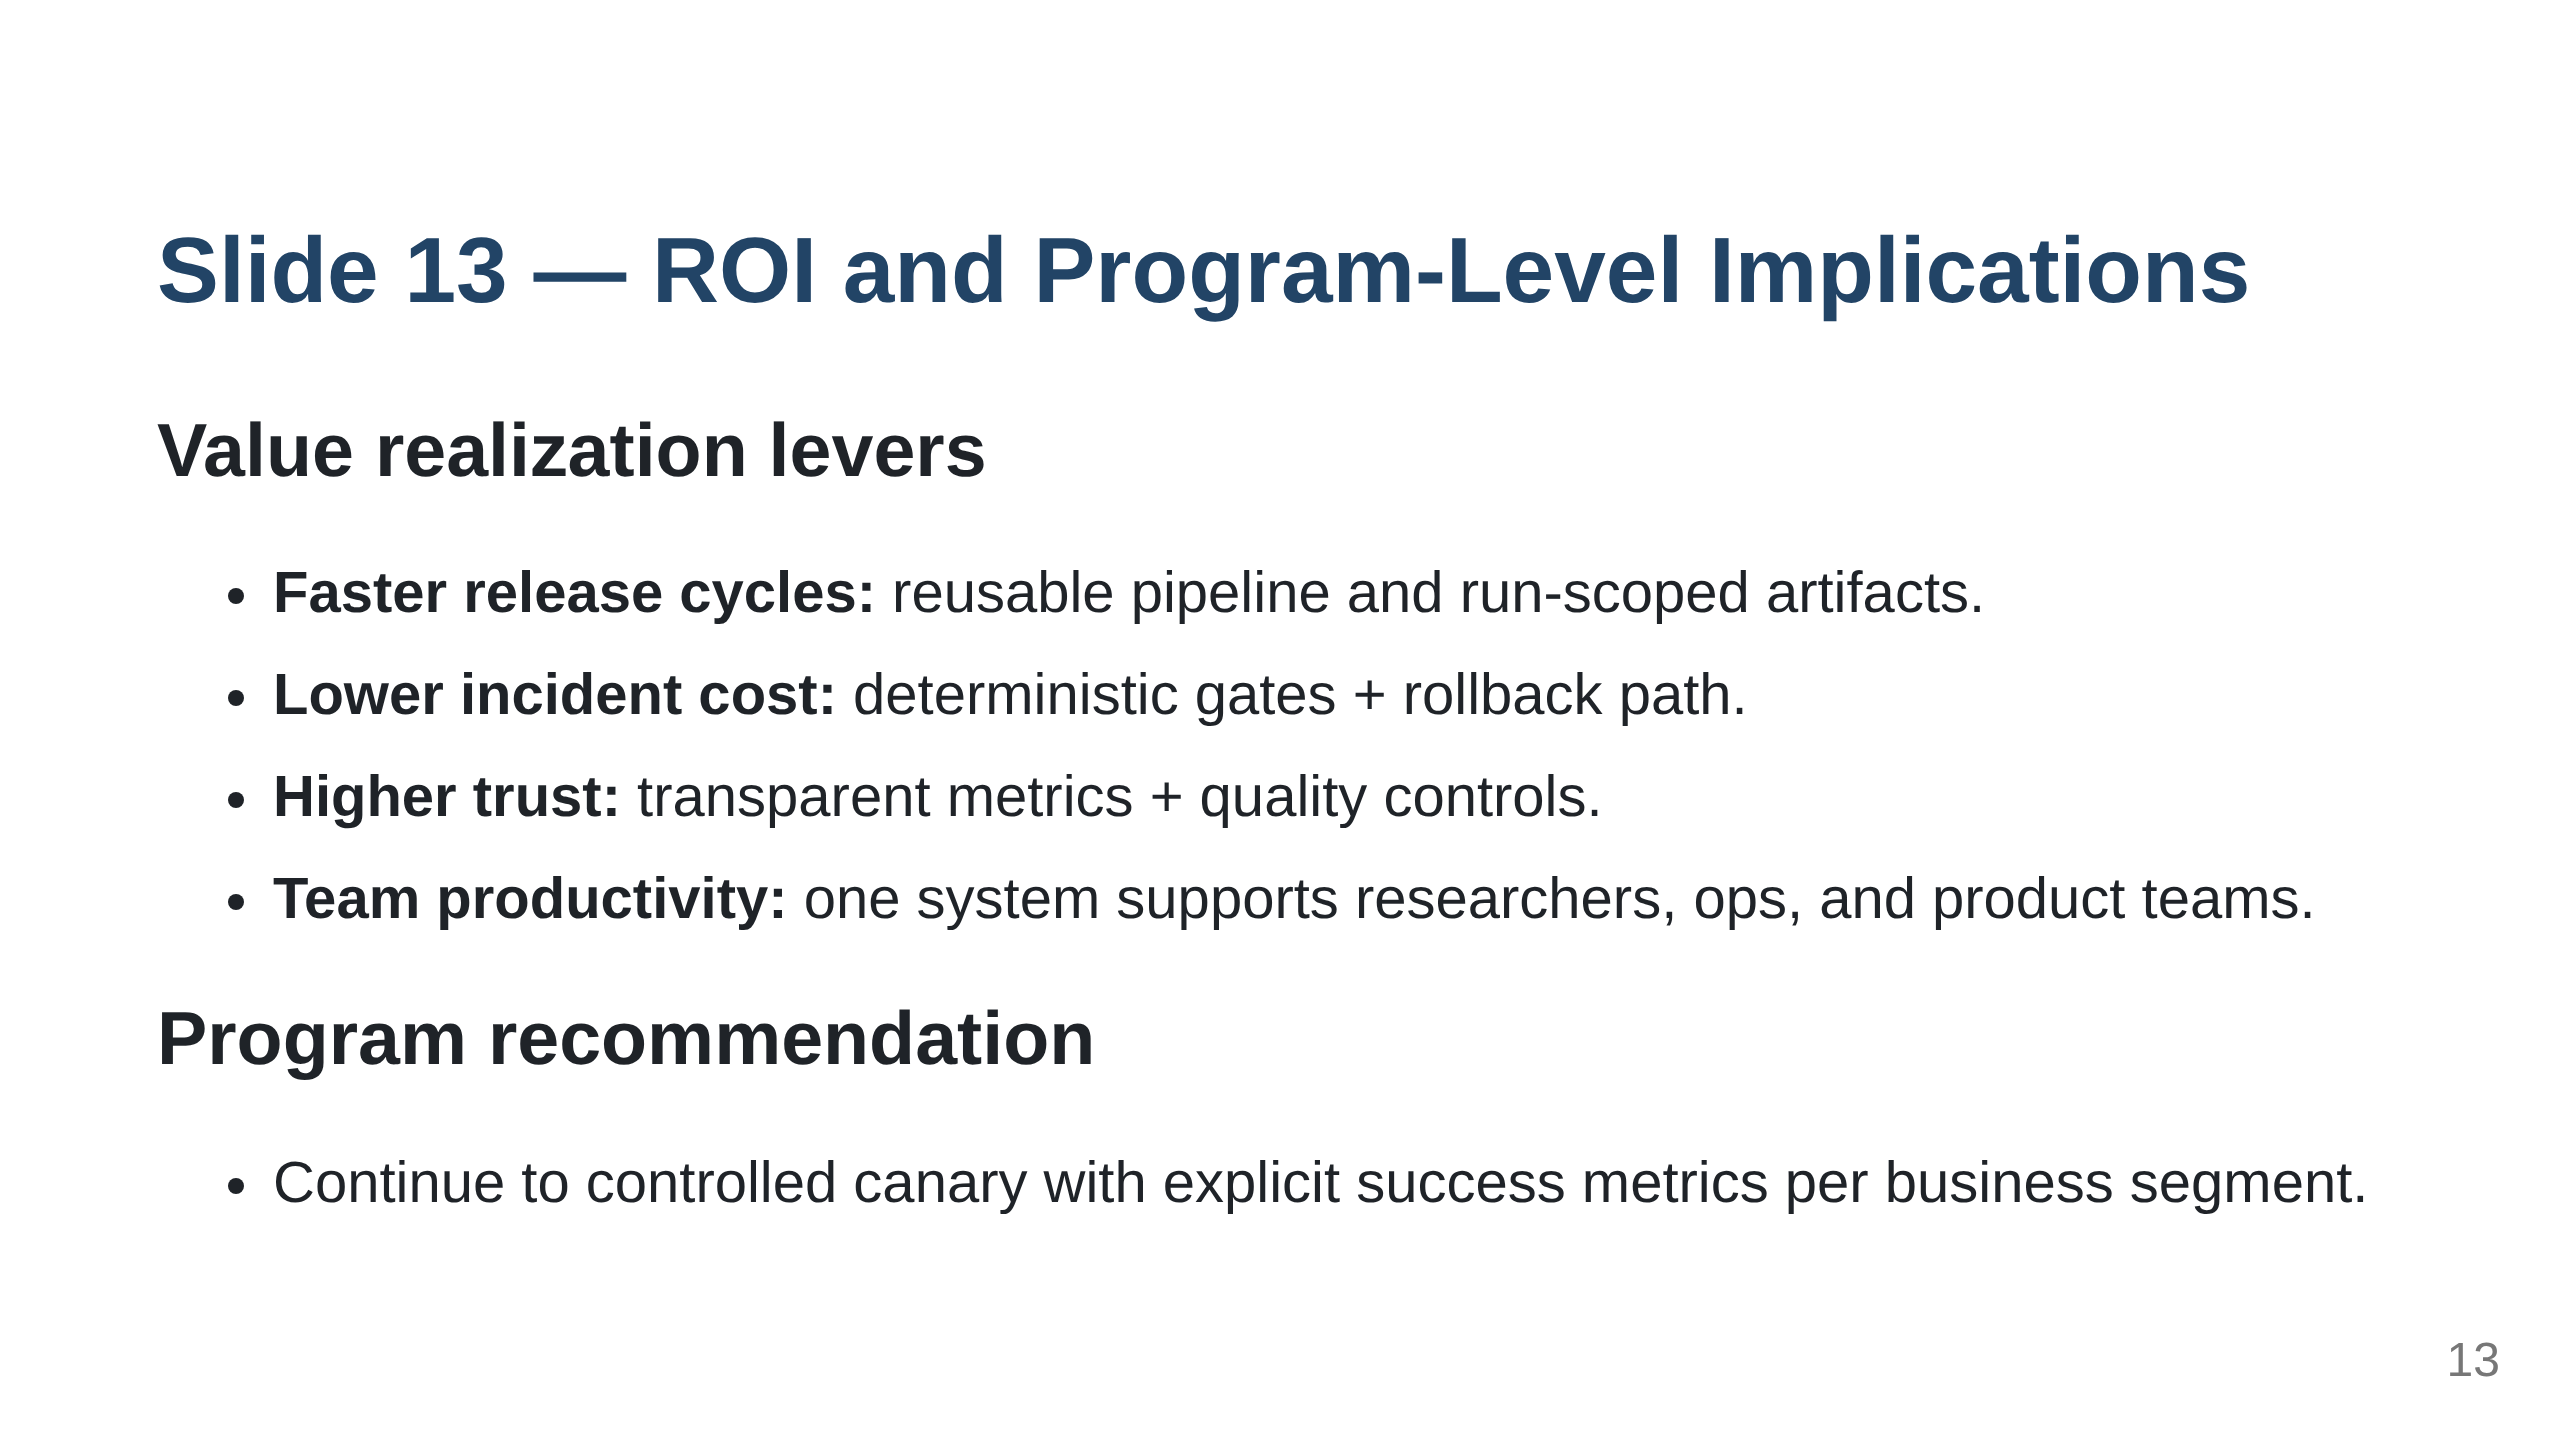 Slide 13 — ROI and Program-Level Implications
Value realization levers
• Faster release cycles: reusable pipeline and run-scoped artifacts.
• Lower incident cost: deterministic gates + rollback path.
• Higher trust: transparent metrics + quality controls.
• Team productivity: one system supports researchers, ops, and product teams.
Program recommendation
• Continue to controlled canary with explicit success metrics per business segment.
13